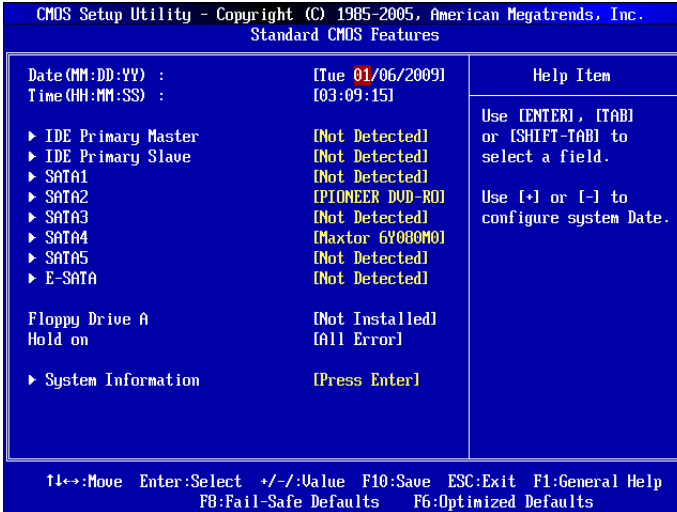 CMOS Setup Utility - Copyright (C) 1985-2005, American Megatrends, Inc.
Standard CMOS Features
Date(MM:DD:YY) : [Tue 01/06/2009]
Time(HH:MM:SS) : [03:09:15]
▶ IDE Primary Master [Not Detected]
▶ IDE Primary Slave [Not Detected]
▶ SATA1 [Not Detected]
▶ SATA2 [PIONEER DVD-RO]
▶ SATA3 [Not Detected]
▶ SATA4 [Maxtor 6Y080M0]
▶ SATA5 [Not Detected]
▶ E-SATA [Not Detected]
Floppy Drive A [Not Installed]
Hold on [All Error]
▶ System Information [Press Enter]
Help Item
Use [ENTER], [TAB]
or [SHIFT-TAB] to
select a field.
Use [+] or [-] to
configure system Date.
↑↓↔:Move Enter:Select +/-/:Value F10:Save ESC:Exit F1:General Help
F8:Fail-Safe Defaults F6:Optimized Defaults